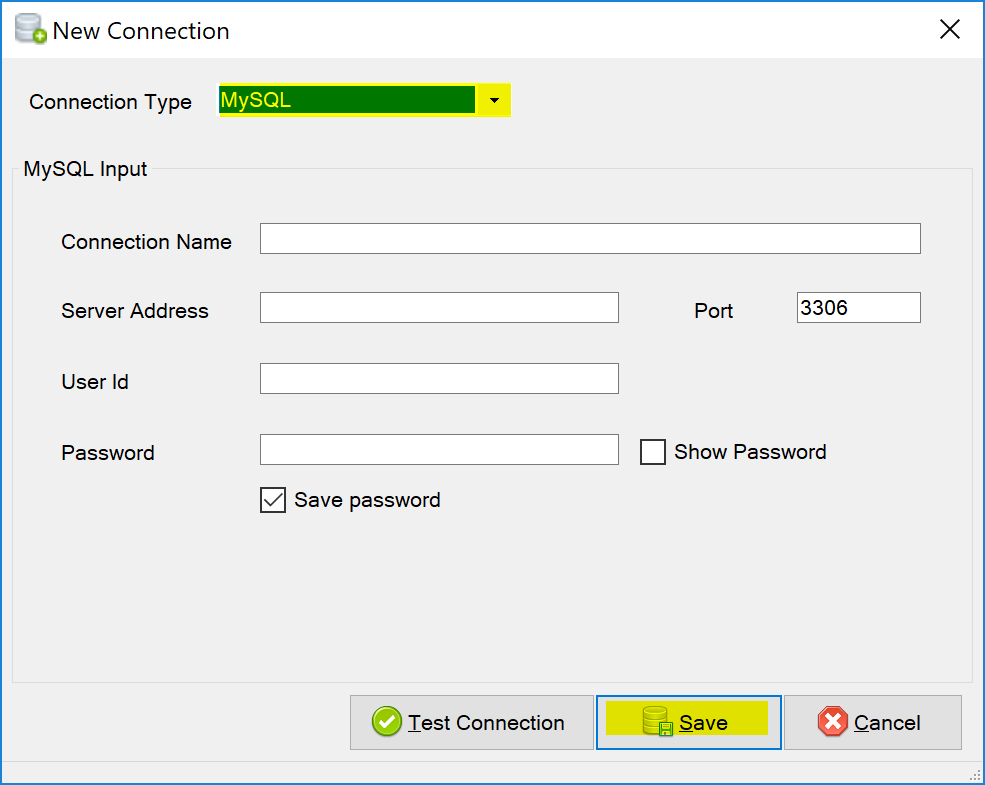 New Connection
Connection Type MySQL
MySQL Input
Connection Name
Server Address Port 3306
User Id
Password Show Password
Save password
Test Connection Save Cancel